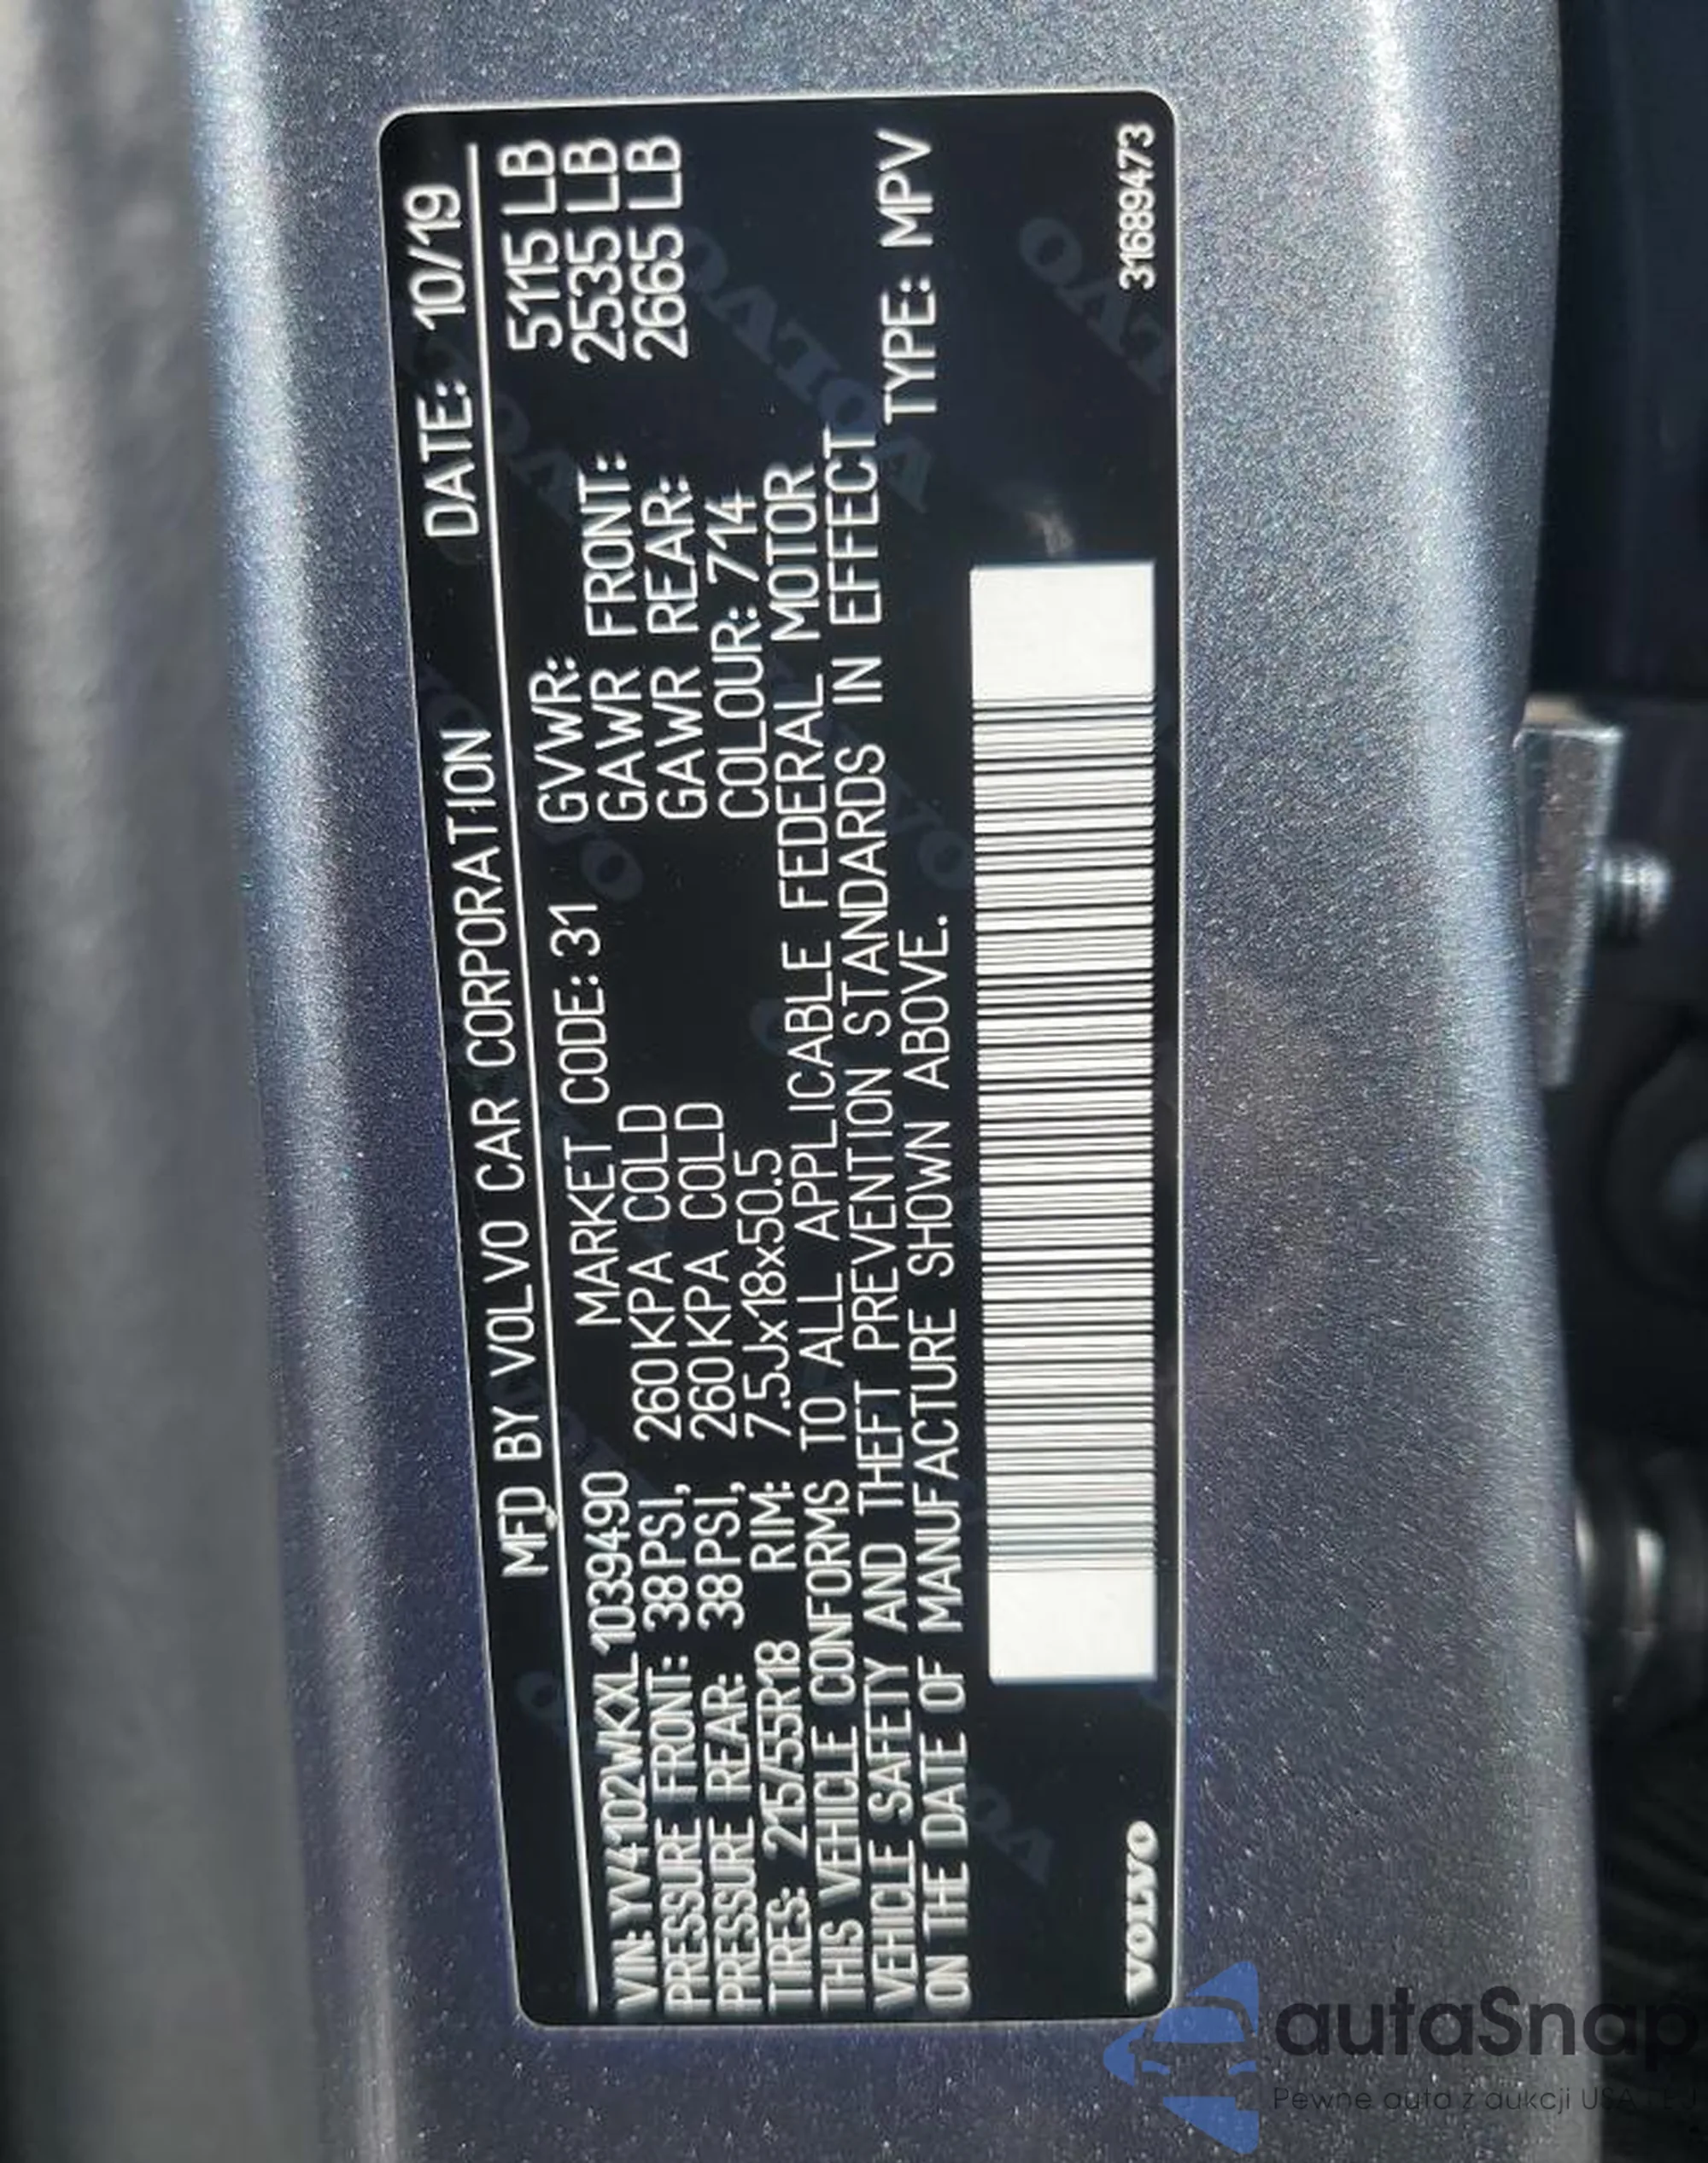 MFD BY VOLVO CAR CORPORATION DATE: 10/19
VIN: YV4102WKXL1039490 MARKET CODE: 31 GVWR: 5115 LB
PRESSURE FRONT: 38PSI, 260KPA COLD GAWR FRONT: 2535 LB
PRESSURE REAR: 38PSI, 260KPA COLD GAWR REAR: 2665 LB
TIRES: 215/55R18 RIM: 7.5Jx18x50.5 COLOUR: 714
THIS VEHICLE CONFORMS TO ALL APPLICABLE FEDERAL MOTOR
VEHICLE SAFETY AND THEFT PREVENTION STANDARDS IN EFFECT
ON THE DATE OF MANUFACTURE SHOWN ABOVE. TYPE: MPV
VOLVO 31689473
autaSnap
Pewne auta z aukcji USA